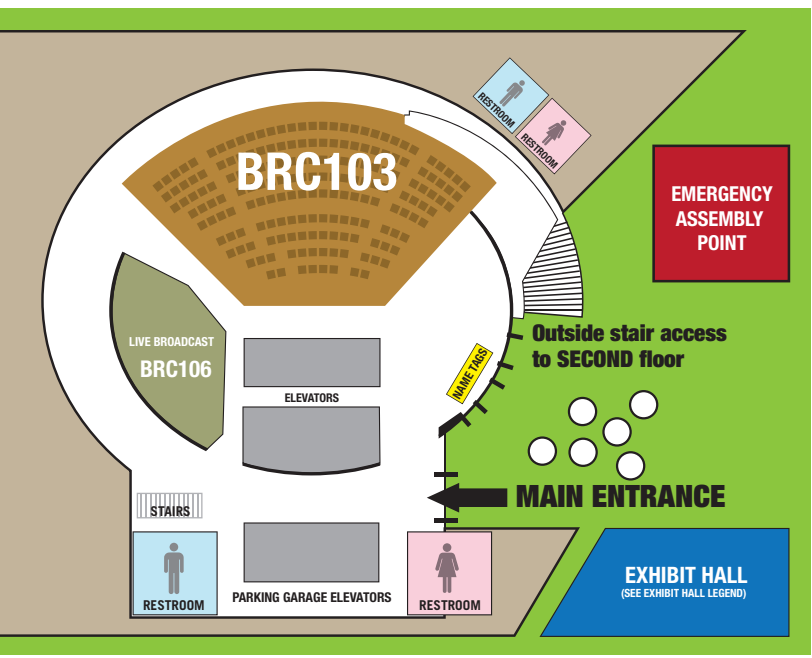 RESTROOM
RESTROOM
BRC103
EMERGENCY
ASSEMBLY
POINT
LIVE BROADCAST
BRC106
Outside stair access
to SECOND floor
NAME TAGS
ELEVATORS
MAIN ENTRANCE
STAIRS
EXHIBIT HALL
(SEE EXHIBIT HALL LEGEND)
RESTROOM
PARKING GARAGE ELEVATORS
RESTROOM